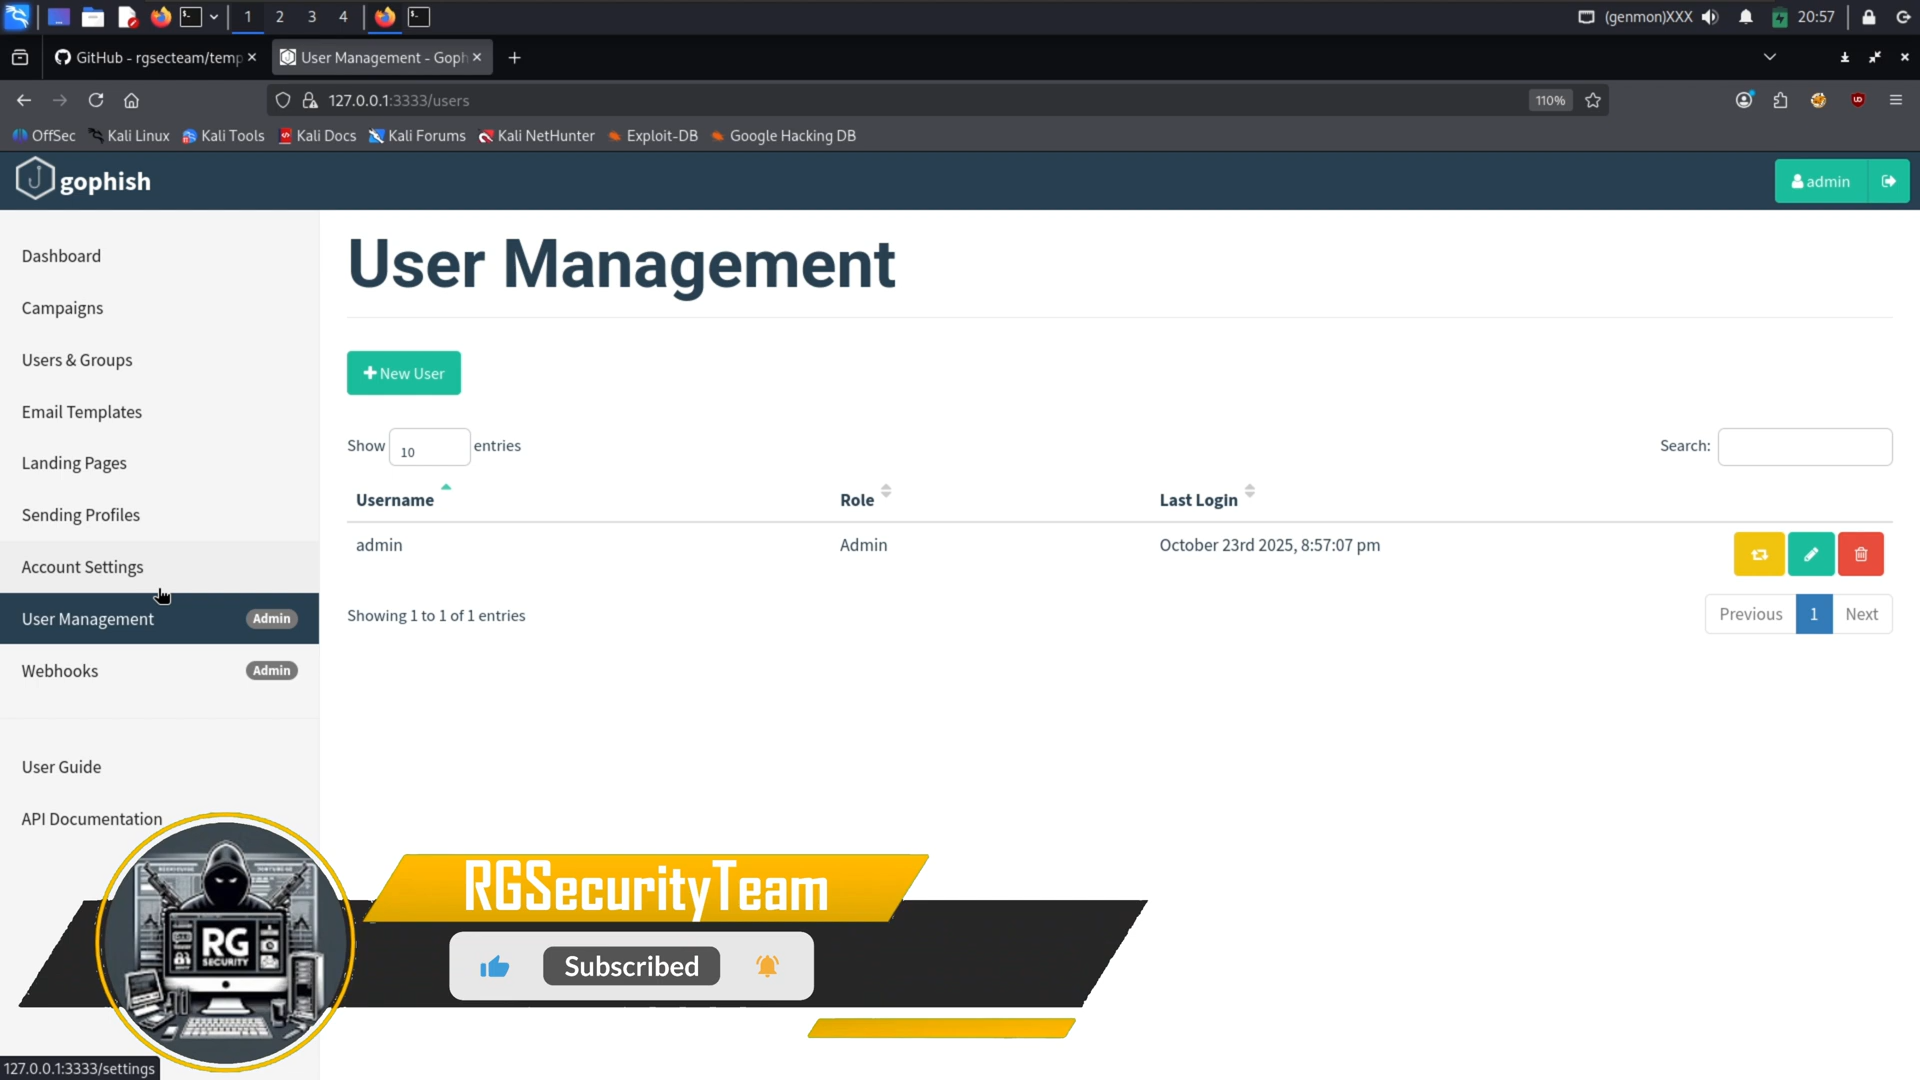 1
2
3
4
(genmon)XXX
20:57
GitHub - rgsecteam/temp
User Management - Goph
127.0.0.1:3333/users
110%
OffSec
Kali Linux
Kali Tools
Kali Docs
Kali Forums
Kali NetHunter
Exploit-DB
Google Hacking DB
gophish
admin
Dashboard
Campaigns
Users & Groups
Email Templates
Landing Pages
Sending Profiles
Account Settings
User Management Admin
Webhooks Admin
User Guide
API Documentation
User Management
New User
Show 10 entries
Search:
Username Role Last Login
admin Admin October 23rd 2025, 8:57:07 pm
Showing 1 to 1 of 1 entries
Previous 1 Next
RGSecurityTeam
Subscribed
RG
SECURITY
127.0.0.1:3333/settings